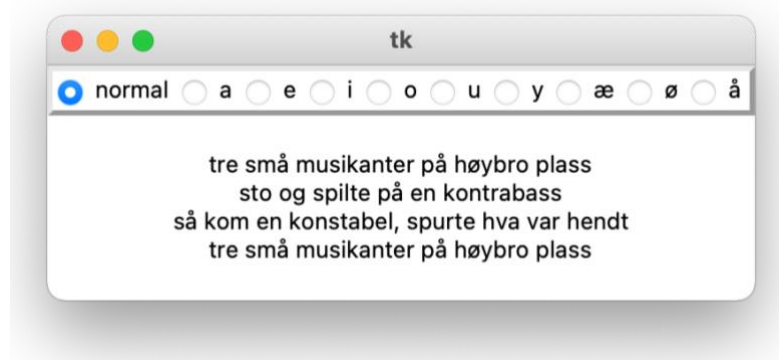 tk
normal a e i o u y æ ø å
tre små musikanter på høybro plass
sto og spilte på en kontrabass
så kom en konstabel, spurte hva var hendt
tre små musikanter på høybro plass